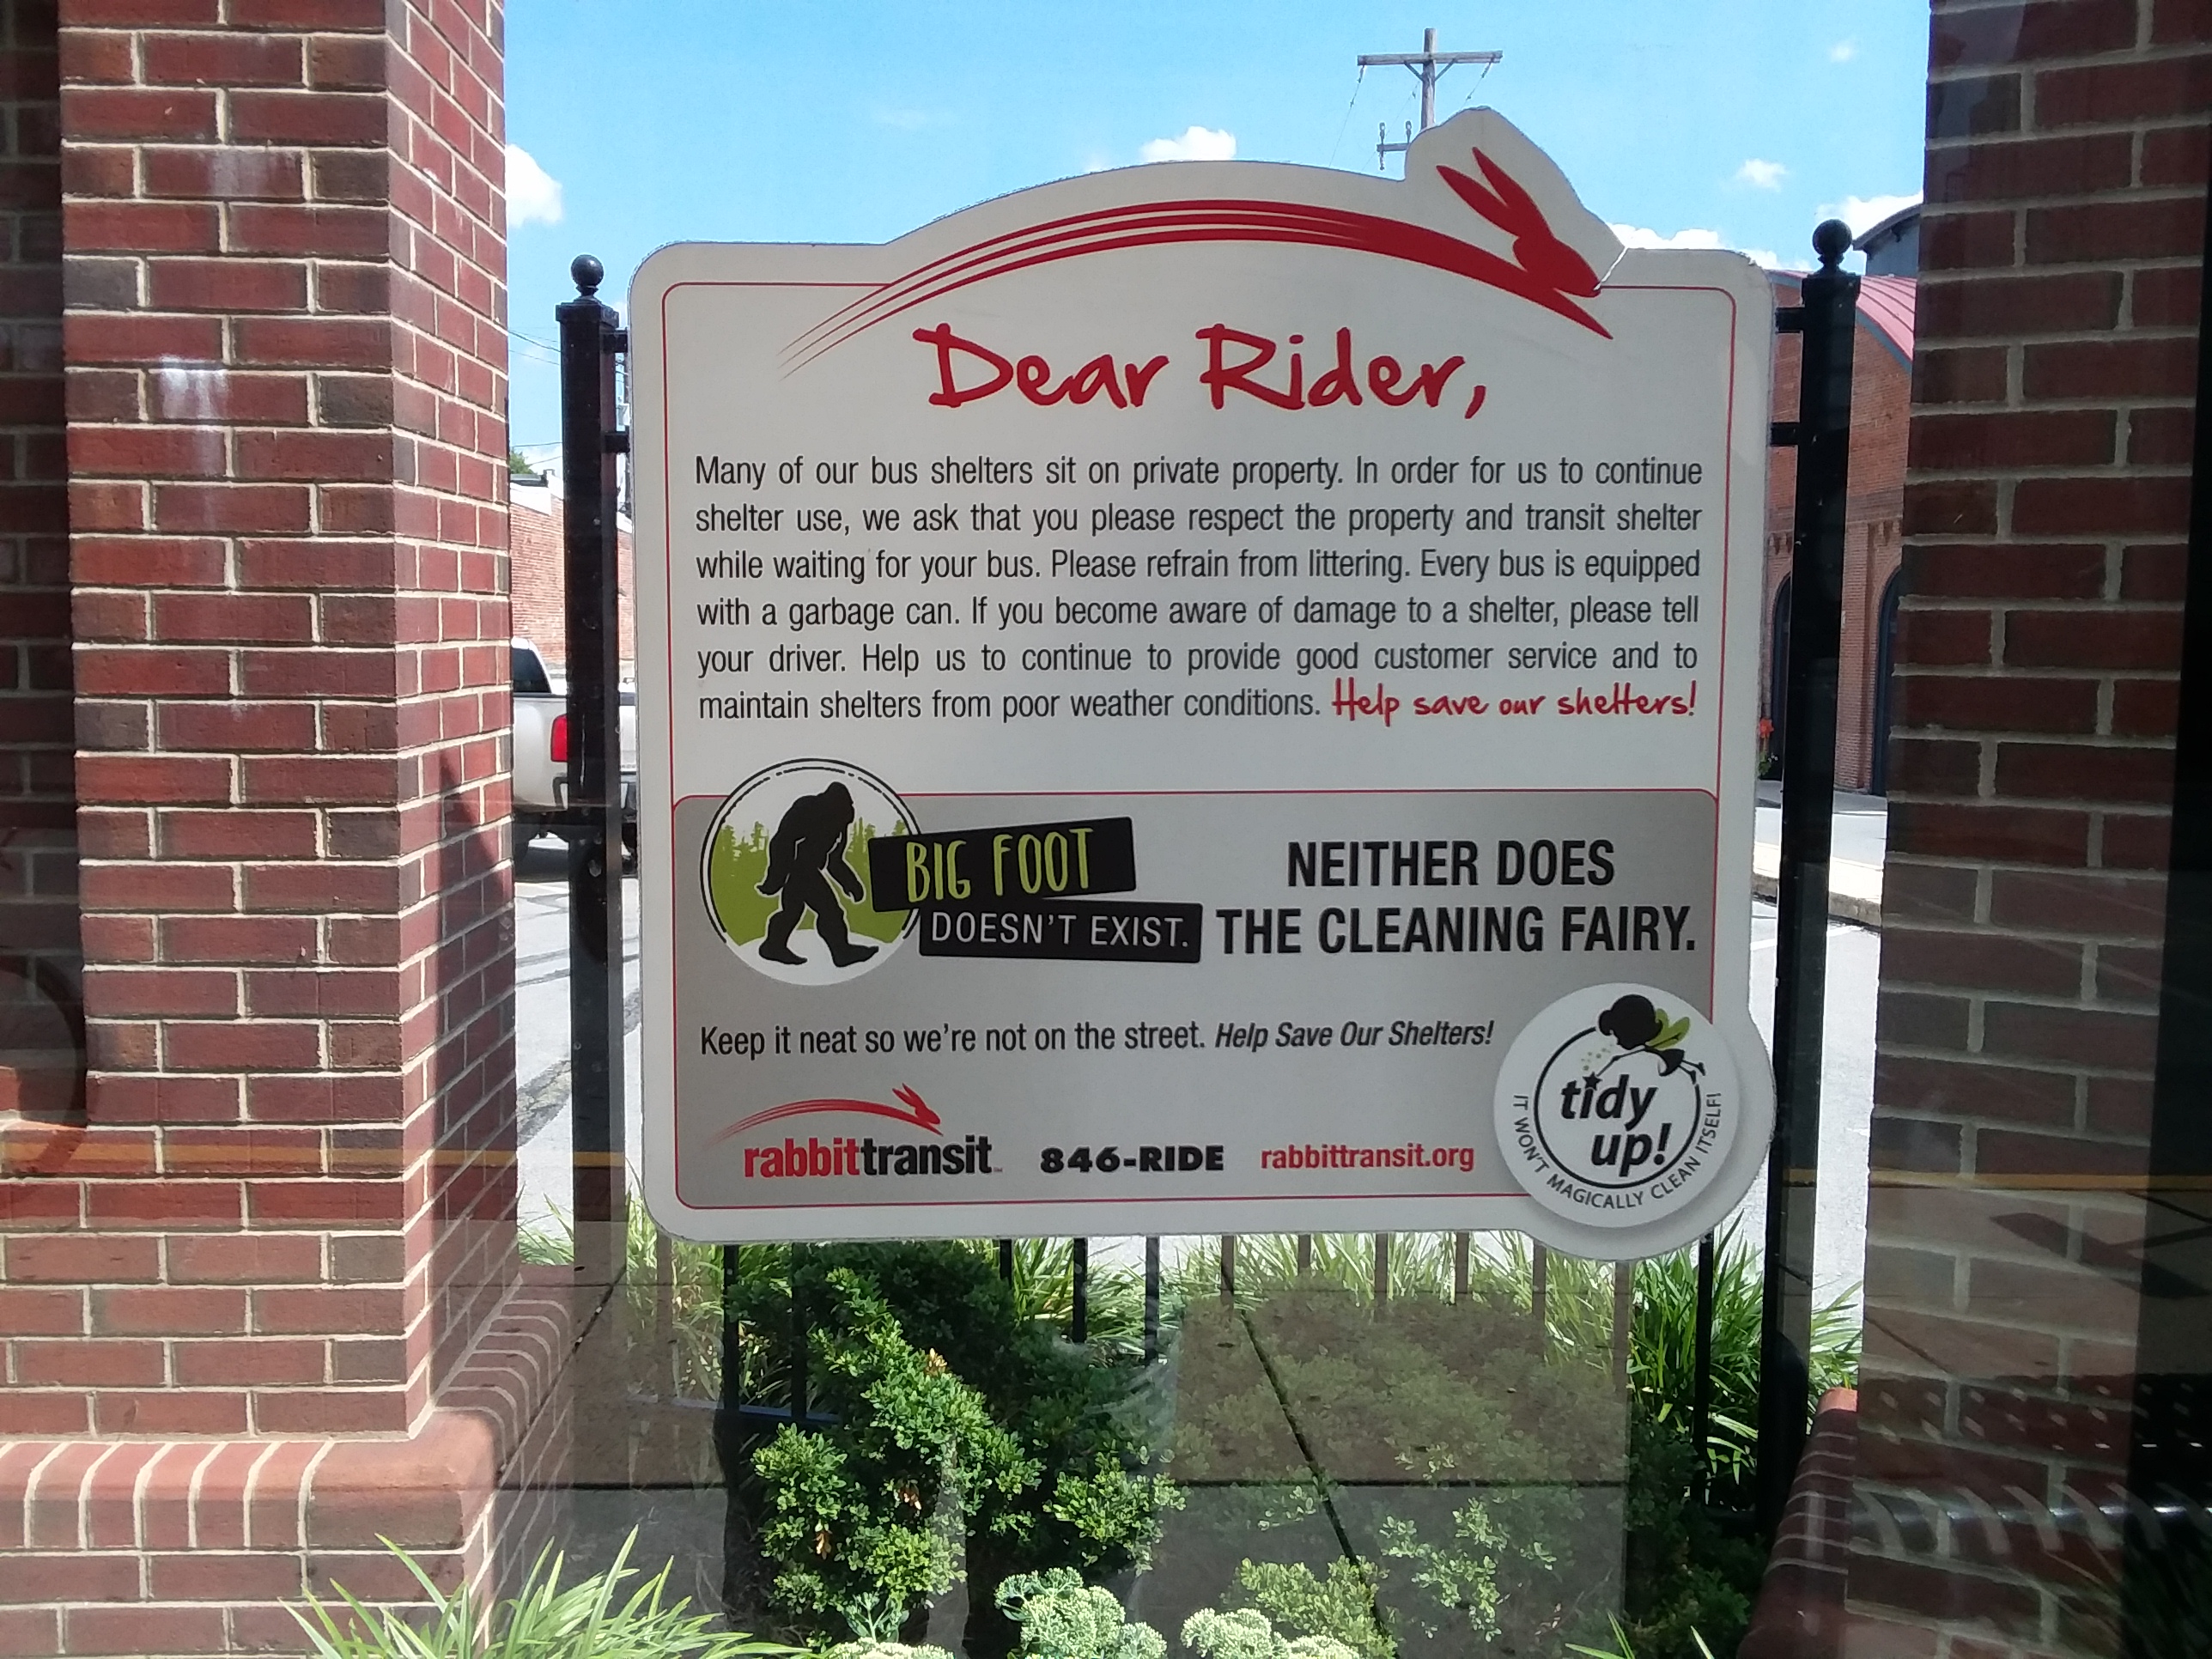 Dear Rider,
Many of our bus shelters sit on private property. In order for us to continue
shelter use, we ask that you please respect the property and transit shelter
while waiting for your bus. Please refrain from littering. Every bus is equipped
with a garbage can. If you become aware of damage to a shelter, please tell
your driver. Help us to continue to provide good customer service and to
maintain shelters from poor weather conditions. Help save our shelters!
BIG FOOT
DOESN'T EXIST.
NEITHER DOES
THE CLEANING FAIRY.
Keep it neat so we're not on the street. Help Save Our Shelters!
rabbittransit 846-RIDE rabbittransit.org
tidy
up!
IT WON'T MAGICALLY CLEAN ITSELF!